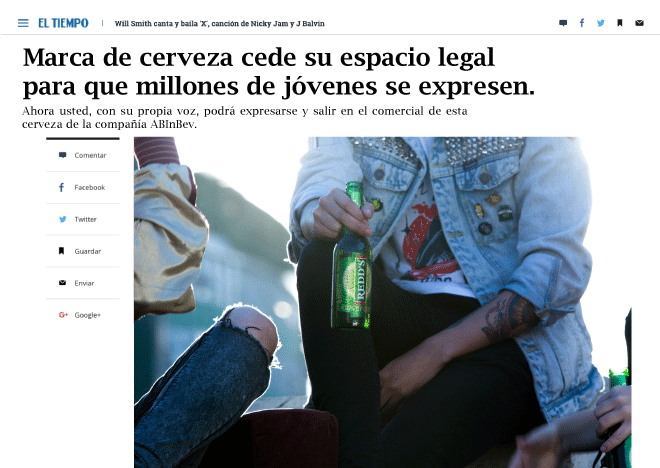 EL TIEMPO
Will Smith canta y baila 'X', canción de Nicky Jam y J Balvin
Marca de cerveza cede su espacio legal
para que millones de jóvenes se expresen.
Ahora usted, con su propia voz, podrá expresarse y salir en el comercial de esta
cerveza de la compañía ABInBev.
Comentar
Facebook
Twitter
Guardar
Enviar
Google+
REDD'S